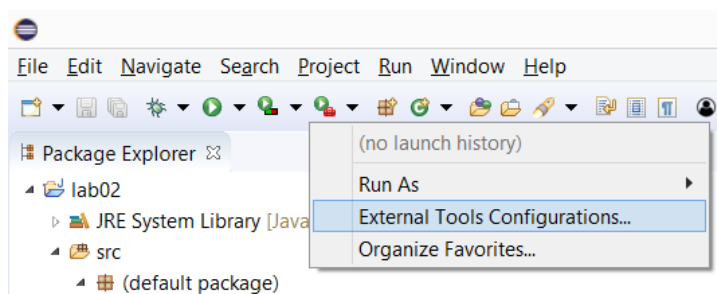 File Edit Navigate Search Project Run Window Help
Package Explorer
(no launch history)
lab02
Run As
JRE System Library [Java
External Tools Configurations...
src
Organize Favorites...
(default package)